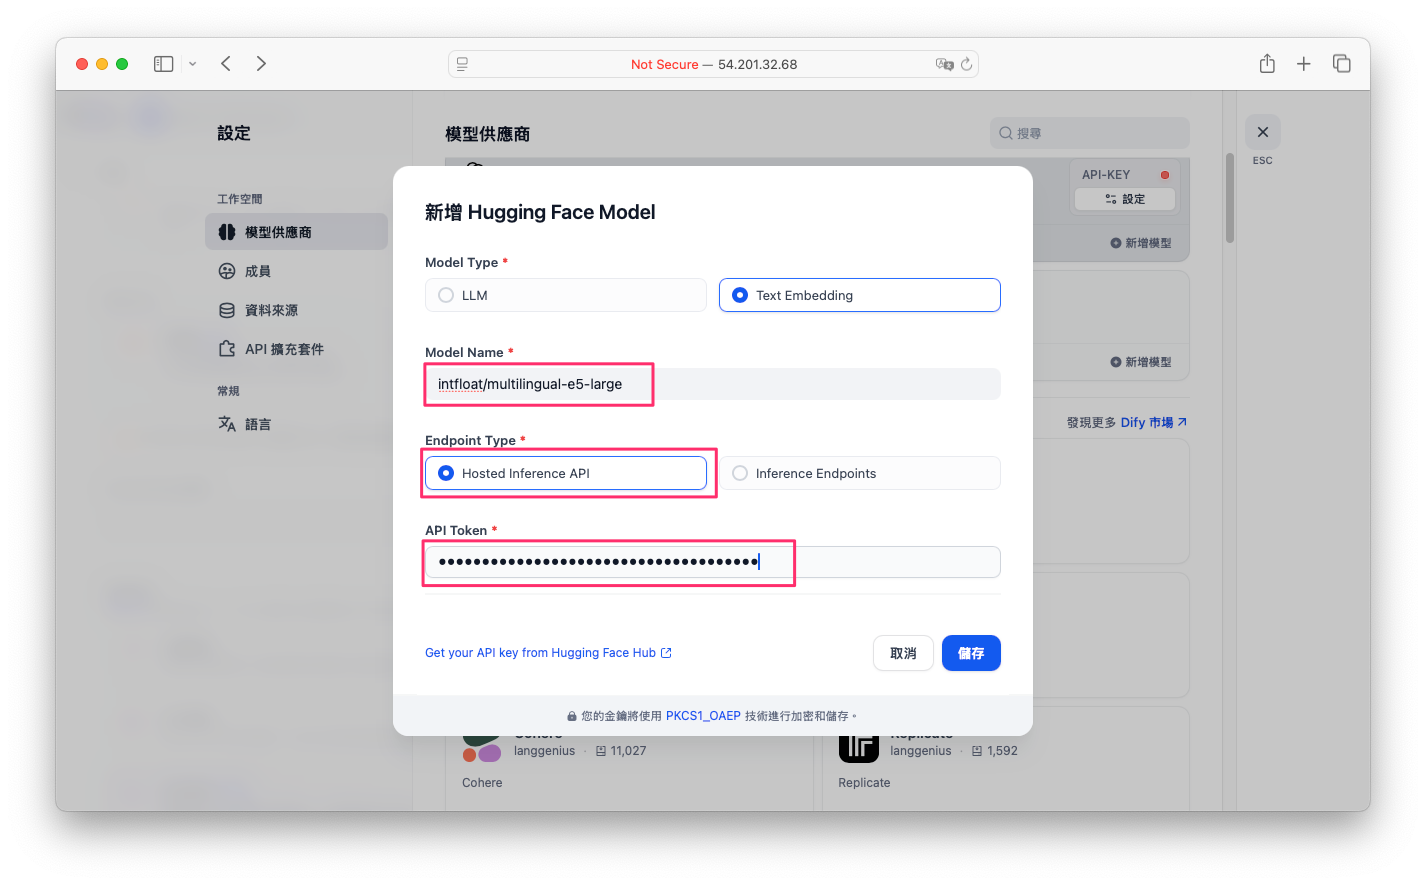 Not Secure — 54.201.32.68
設定
模型供應商
搜尋
ESC
工作空間
模型供應商
成員
資料來源
API 擴充套件
常規
語言
API-KEY
設定
新增模型
新增模型
發現更多 Dify 市場
新增 Hugging Face Model
Model Type *
LLM
Text Embedding
Model Name *
intfloat/multilingual-e5-large
Endpoint Type *
Hosted Inference API
Inference Endpoints
API Token *
••••••••••••••••••••••••••••••••••••
Get your API key from Hugging Face Hub
取消
儲存
您的金鑰將使用 PKCS1_OAEP 技術進行加密和儲存。
Cohere
langgenius · 11,027
Cohere
Replicate
langgenius · 1,592
Replicate